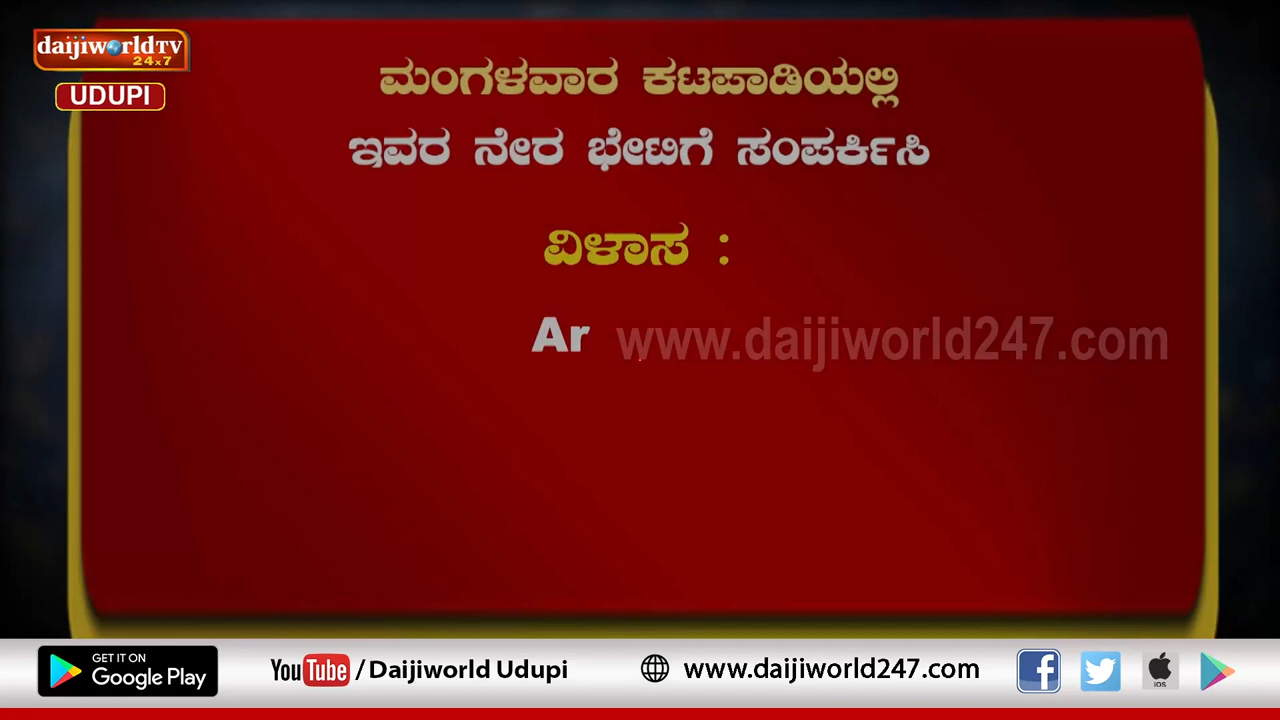 daijiworldTV
24x7
UDUPI
ಮಂಗಳವಾರ ಕಟಪಾಡಿಯಲ್ಲಿ
ಇವರ ನೇರ ಭೇಟಿಗೆ ಸಂಪರ್ಕಿಸಿ
ವಿಳಾಸ :
Ar
www.daijiworld247.com
GET IT ON
Google Play
YouTube / Daijiworld Udupi
www.daijiworld247.com
iOS